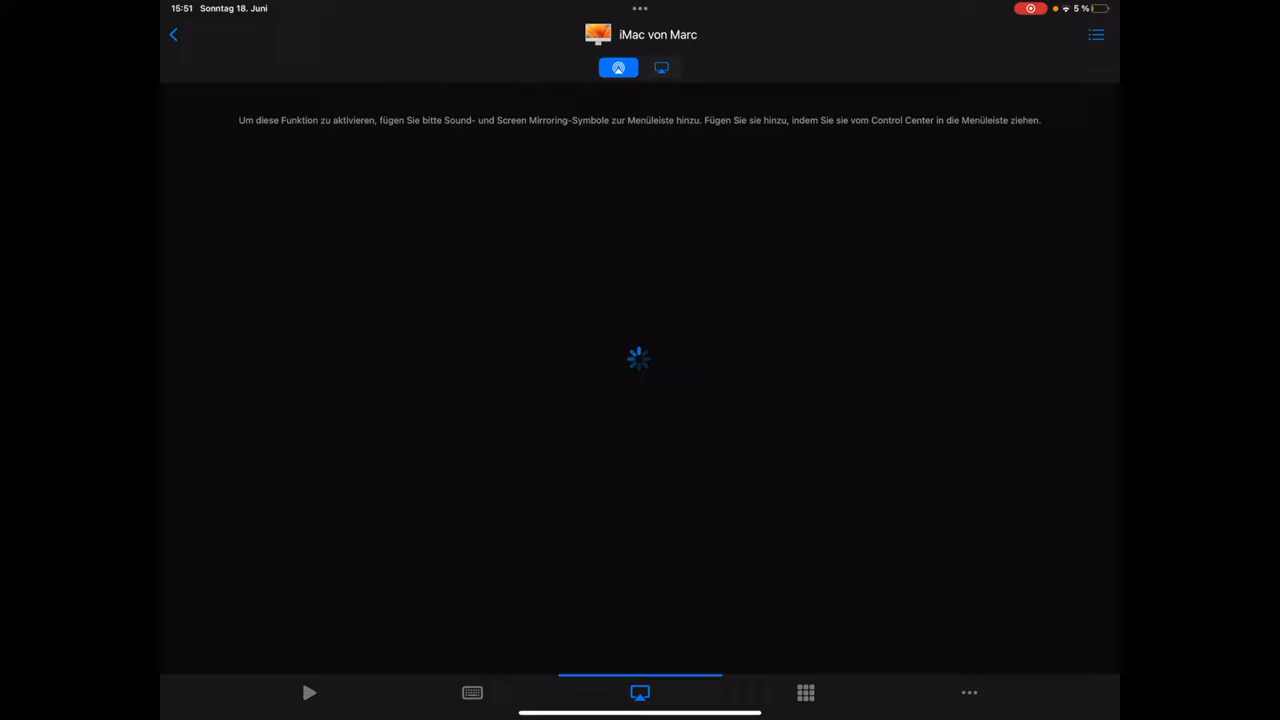 15:51 Sonntag 18. Juni
5 %
iMac von Marc
Um diese Funktion zu aktivieren, fügen Sie bitte Sound- und Screen Mirroring-Symbole zur Menüleiste hinzu. Fügen Sie sie hinzu, indem Sie sie vom Control Center in die Menüleiste ziehen.